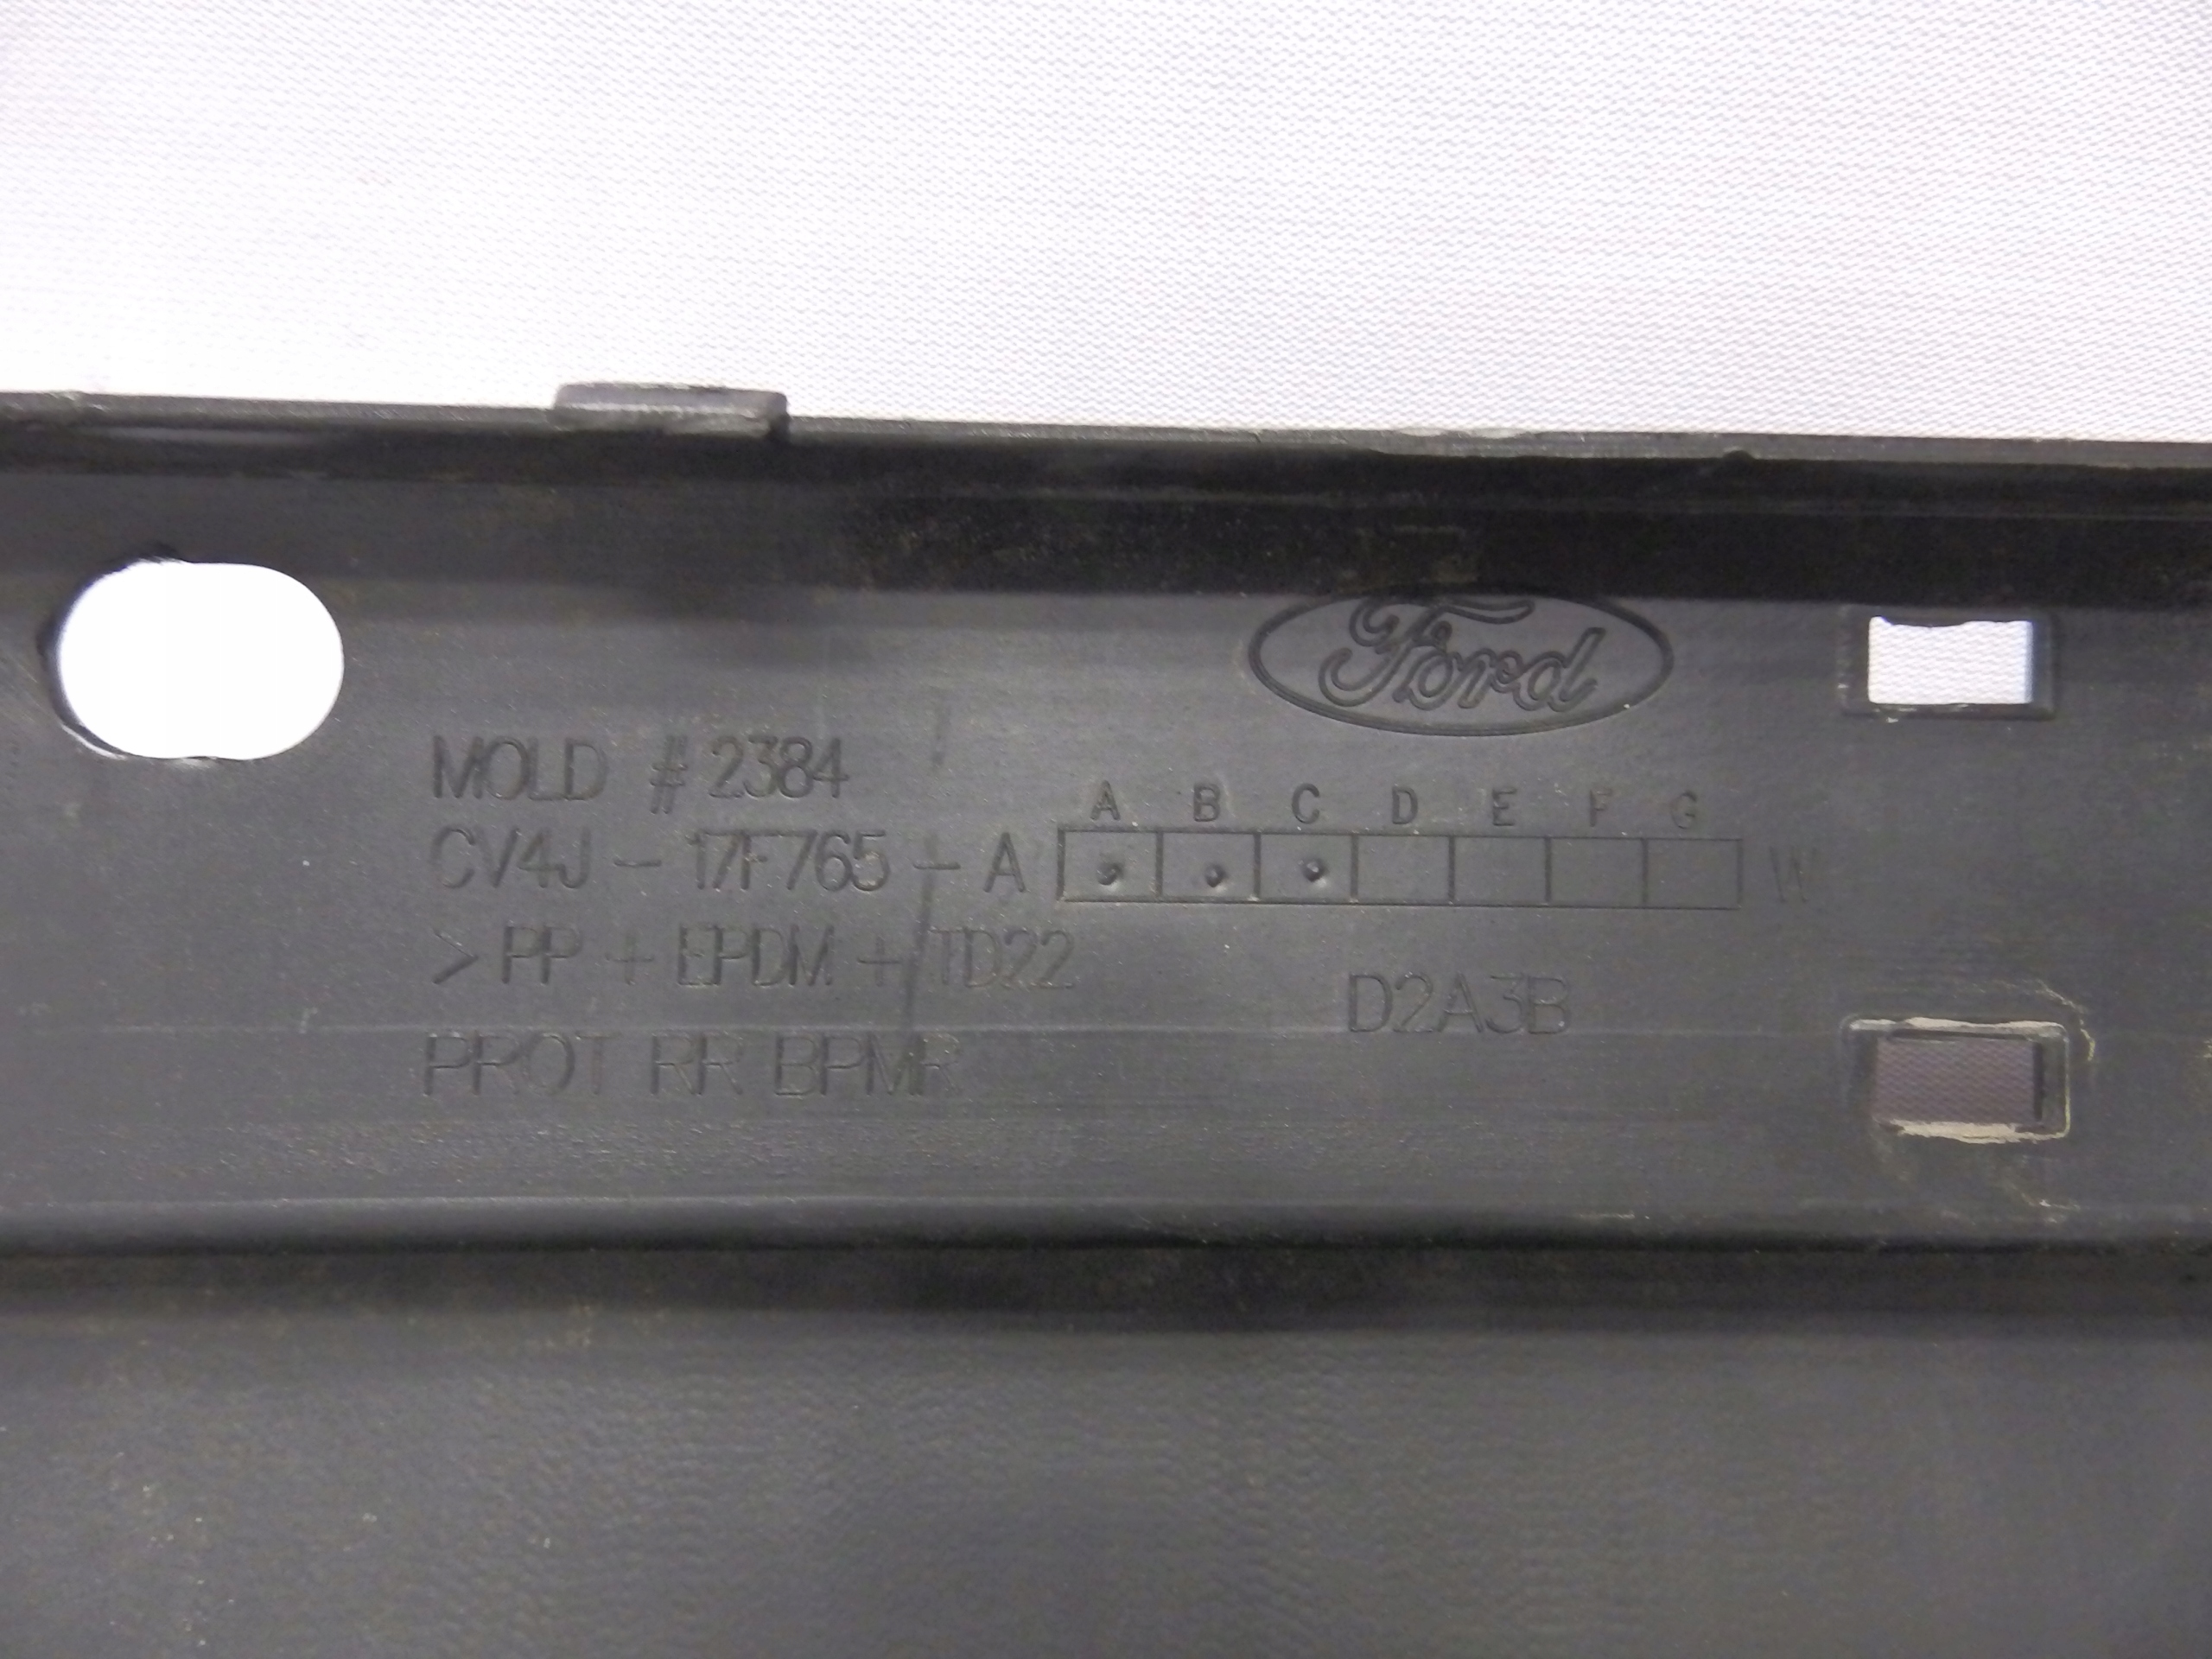 Ford
MOLD # 2384
A B C D E F G
CV4J - 17F765 - A W
>PP + EPDM + TD22
D2A3B
PROT RR BPMR